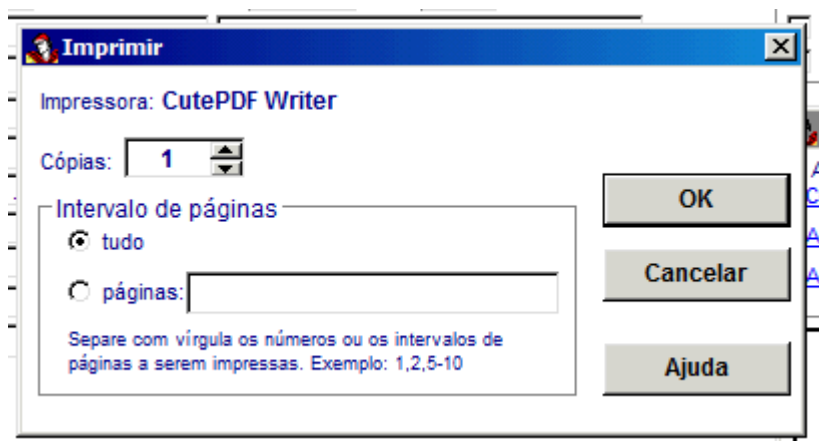 Imprimir
Impressora: CutePDF Writer
Cópias: 1
Intervalo de páginas
tudo
páginas:
Separe com vírgula os números ou os intervalos de
páginas a serem impressas. Exemplo: 1,2,5-10
OK
Cancelar
Ajuda
A
C
A
A